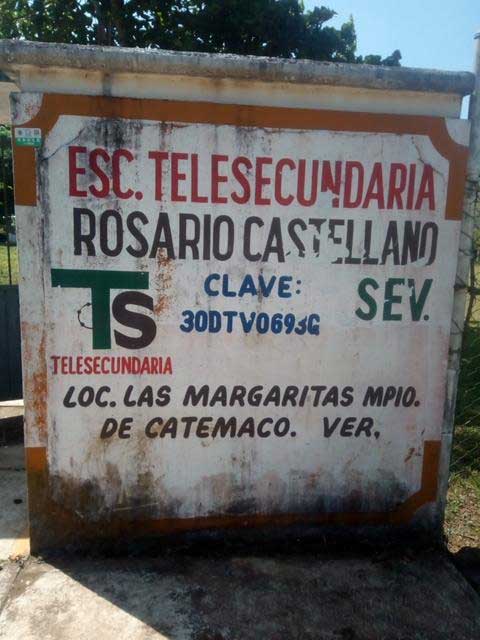 ESC. TELESECUNDARIA
ROSARIO CASTELLANO
CLAVE:
30DTV0693G
SEV.
TS
TELESECUNDARIA
LOC. LAS MARGARITAS MPIO.
DE CATEMACO. VER.